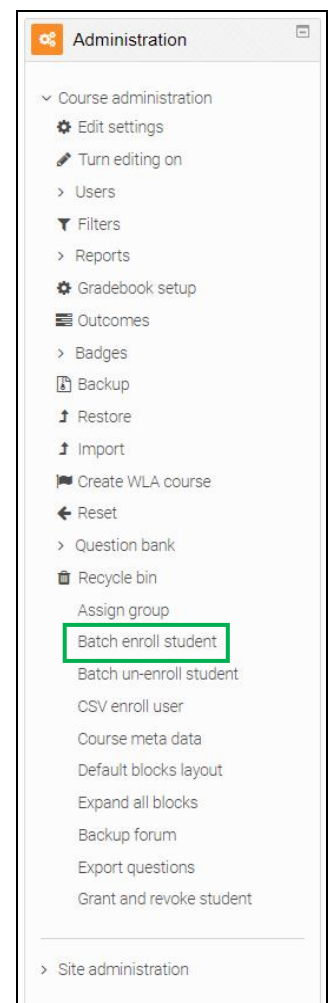 Administration
Course administration
Edit settings
Turn editing on
Users
Filters
Reports
Gradebook setup
Outcomes
Badges
Backup
Restore
Import
Create WLA course
Reset
Question bank
Recycle bin
Assign group
Batch enroll student
Batch un-enroll student
CSV enroll user
Course meta data
Default blocks layout
Expand all blocks
Backup forum
Export questions
Grant and revoke student
Site administration